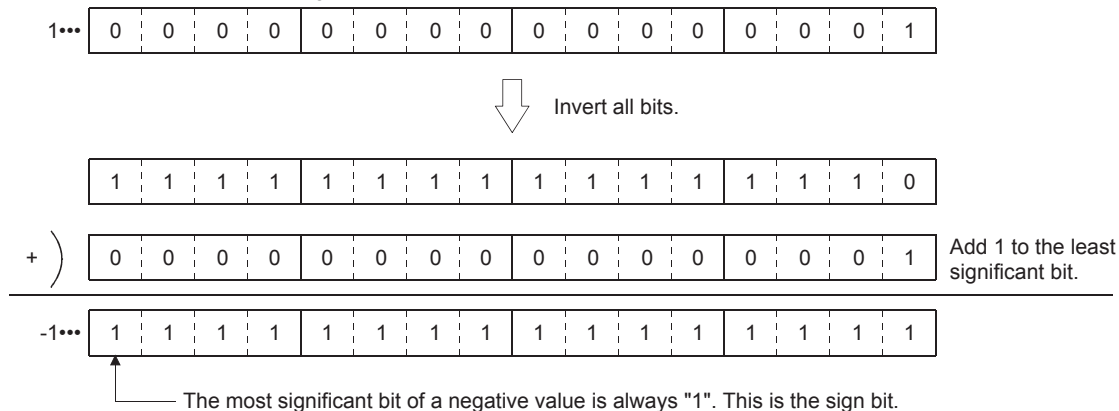 1••• 0 0 0 0 0 0 0 0 0 0 0 0 0 0 0 1
Invert all bits.
1 1 1 1 1 1 1 1 1 1 1 1 1 1 1 0
+ ) 0 0 0 0 0 0 0 0 0 0 0 0 0 0 0 1 Add 1 to the least
significant bit.
-1••• 1 1 1 1 1 1 1 1 1 1 1 1 1 1 1 1
The most significant bit of a negative value is always "1". This is the sign bit.